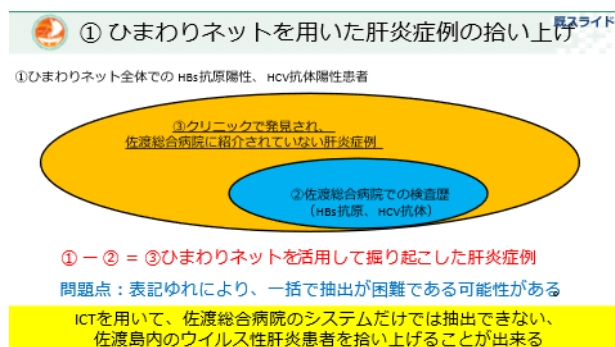 既スライド
① ひまわりネットを用いた肝炎症例の拾い上げ
①ひまわりネット全体での HBs抗原陽性、HCV抗体陽性患者
③クリニックで発見され、
佐渡総合病院に紹介されていない肝炎症例
②佐渡総合病院での検査歴
(HBs抗原、HCV抗体)
① ー ② = ③ひまわりネットを活用して掘り起こした肝炎症例
問題点：表記ゆれにより、一括で抽出が困難である可能性がある
ICTを用いて、佐渡総合病院のシステムだけでは抽出できない、
佐渡島内のウイルス性肝炎患者を拾い上げることが出来る